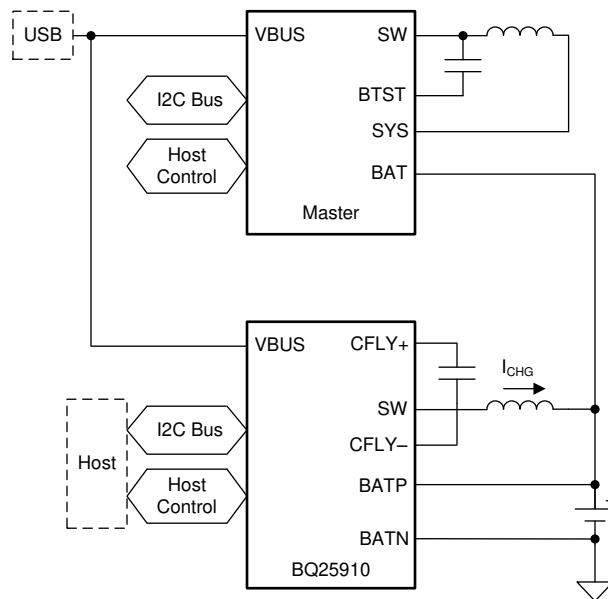 USB
VBUS
SW
I2C Bus
BTST
SYS
Host
Control
BAT
Master
VBUS
CFLY+
I_CHG
SW
I2C Bus
CFLY–
Host
Host
Control
BATP
BATN
BQ25910